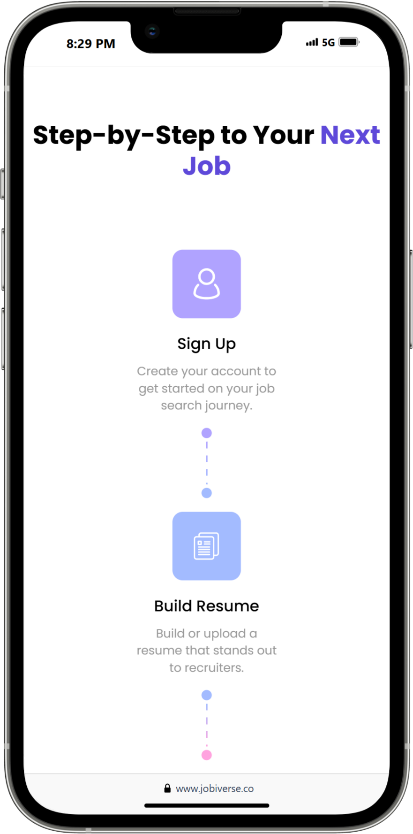 8:29 PM
5G
Step-by-Step to Your Next
Job
Sign Up
Create your account to
get started on your job
search journey.
Build Resume
Build or upload a
resume that stands out
to recruiters.
www.jobiverse.co